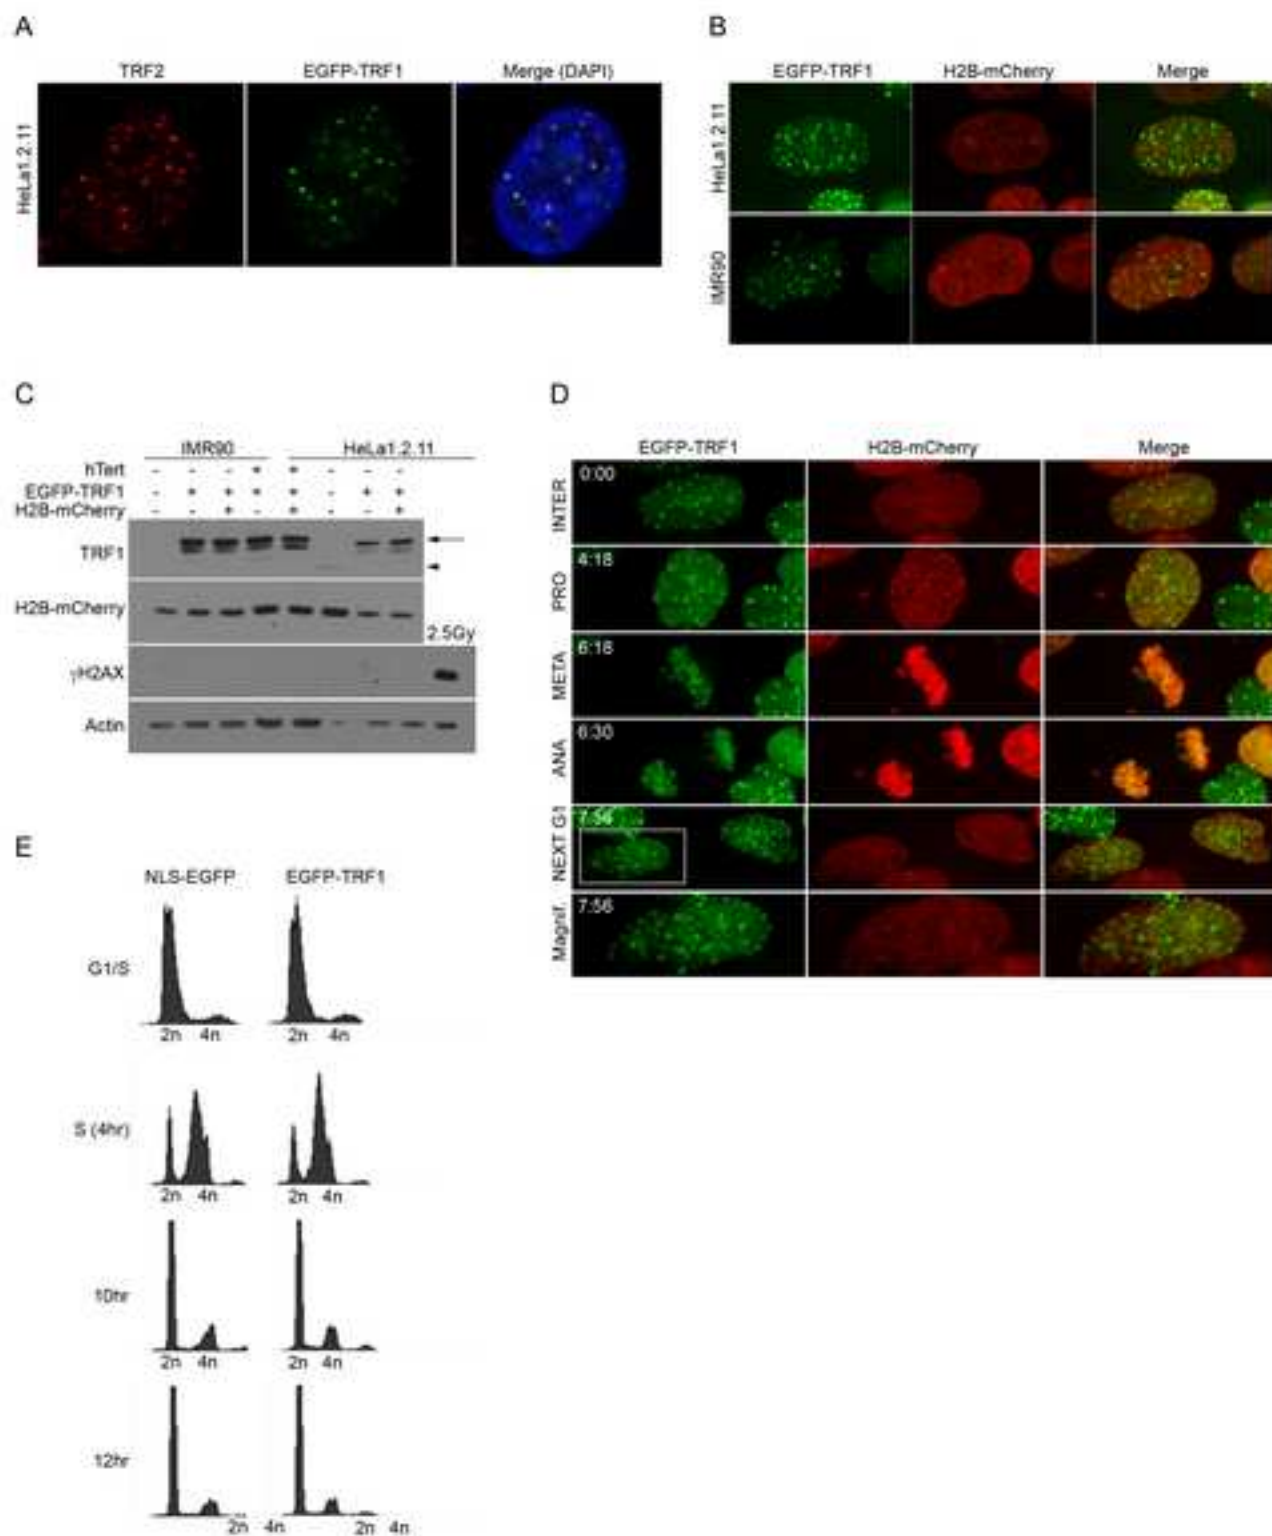 A
TRF2 EGFP-TRF1 Merge (DAPI)
HeLa1.2.11
B
EGFP-TRF1 H2B-mCherry Merge
HeLa1.2.11
IMR90
C
IMR90 HeLa1.2.11
hTert - - - + + - - -
EGFP-TRF1 - + + + + - + +
H2B-mCherry - - + - + - - +
TRF1
H2B-mCherry
2.5Gy
γH2AX
Actin
D
EGFP-TRF1 H2B-mCherry Merge
INTER 0:00
PRO 4:18
META 6:18
ANA 6:30
NEXT G1 7:56
Magnif. 7:56
E
NLS-EGFP EGFP-TRF1
G1/S
2n 4n 2n 4n
S (4hr)
2n 4n 2n 4n
10hr
2n 4n 2n 4n
12hr
2n 4n 2n 4n